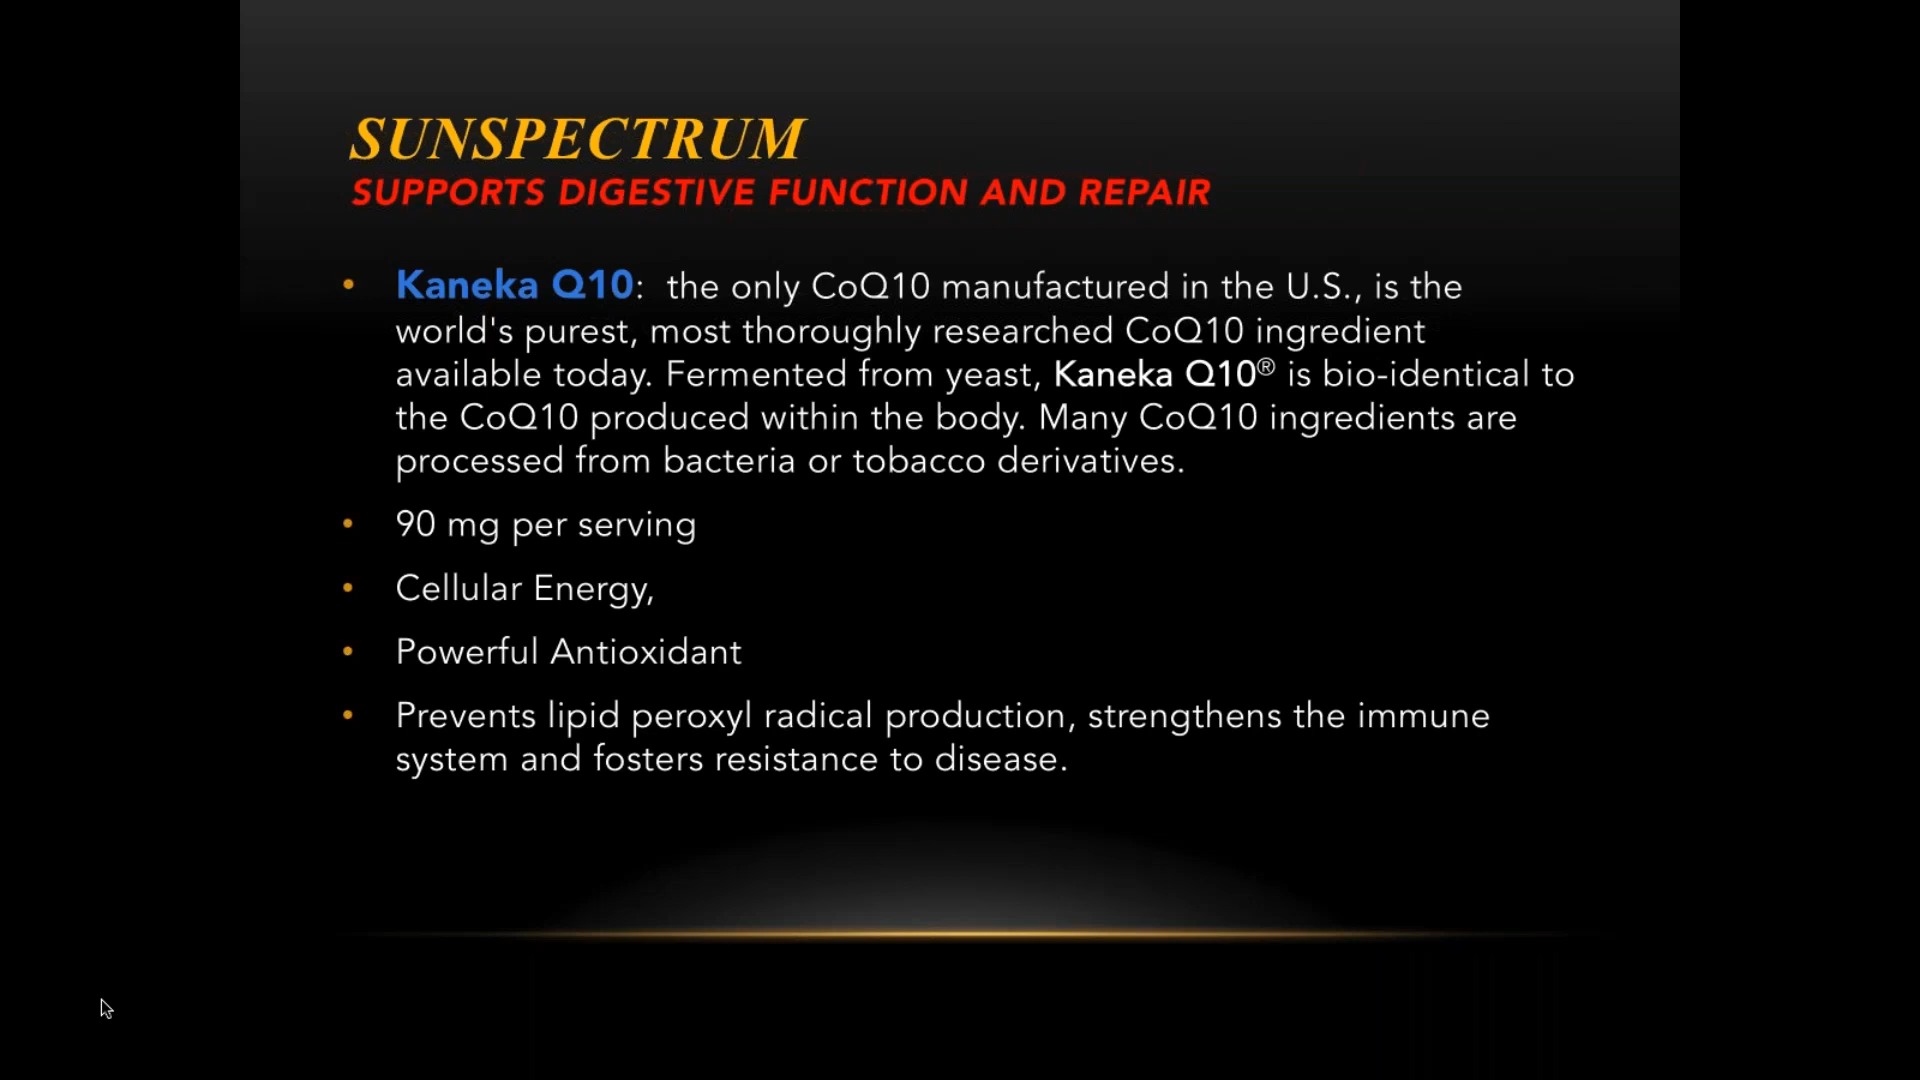 SUNSPECTRUM
SUPPORTS DIGESTIVE FUNCTION AND REPAIR
• Kaneka Q10:  the only CoQ10 manufactured in the U.S., is the
world's purest, most thoroughly researched CoQ10 ingredient
available today. Fermented from yeast, Kaneka Q10® is bio-identical to
the CoQ10 produced within the body. Many CoQ10 ingredients are
processed from bacteria or tobacco derivatives.
• 90 mg per serving
• Cellular Energy,
• Powerful Antioxidant
• Prevents lipid peroxyl radical production, strengthens the immune
system and fosters resistance to disease.